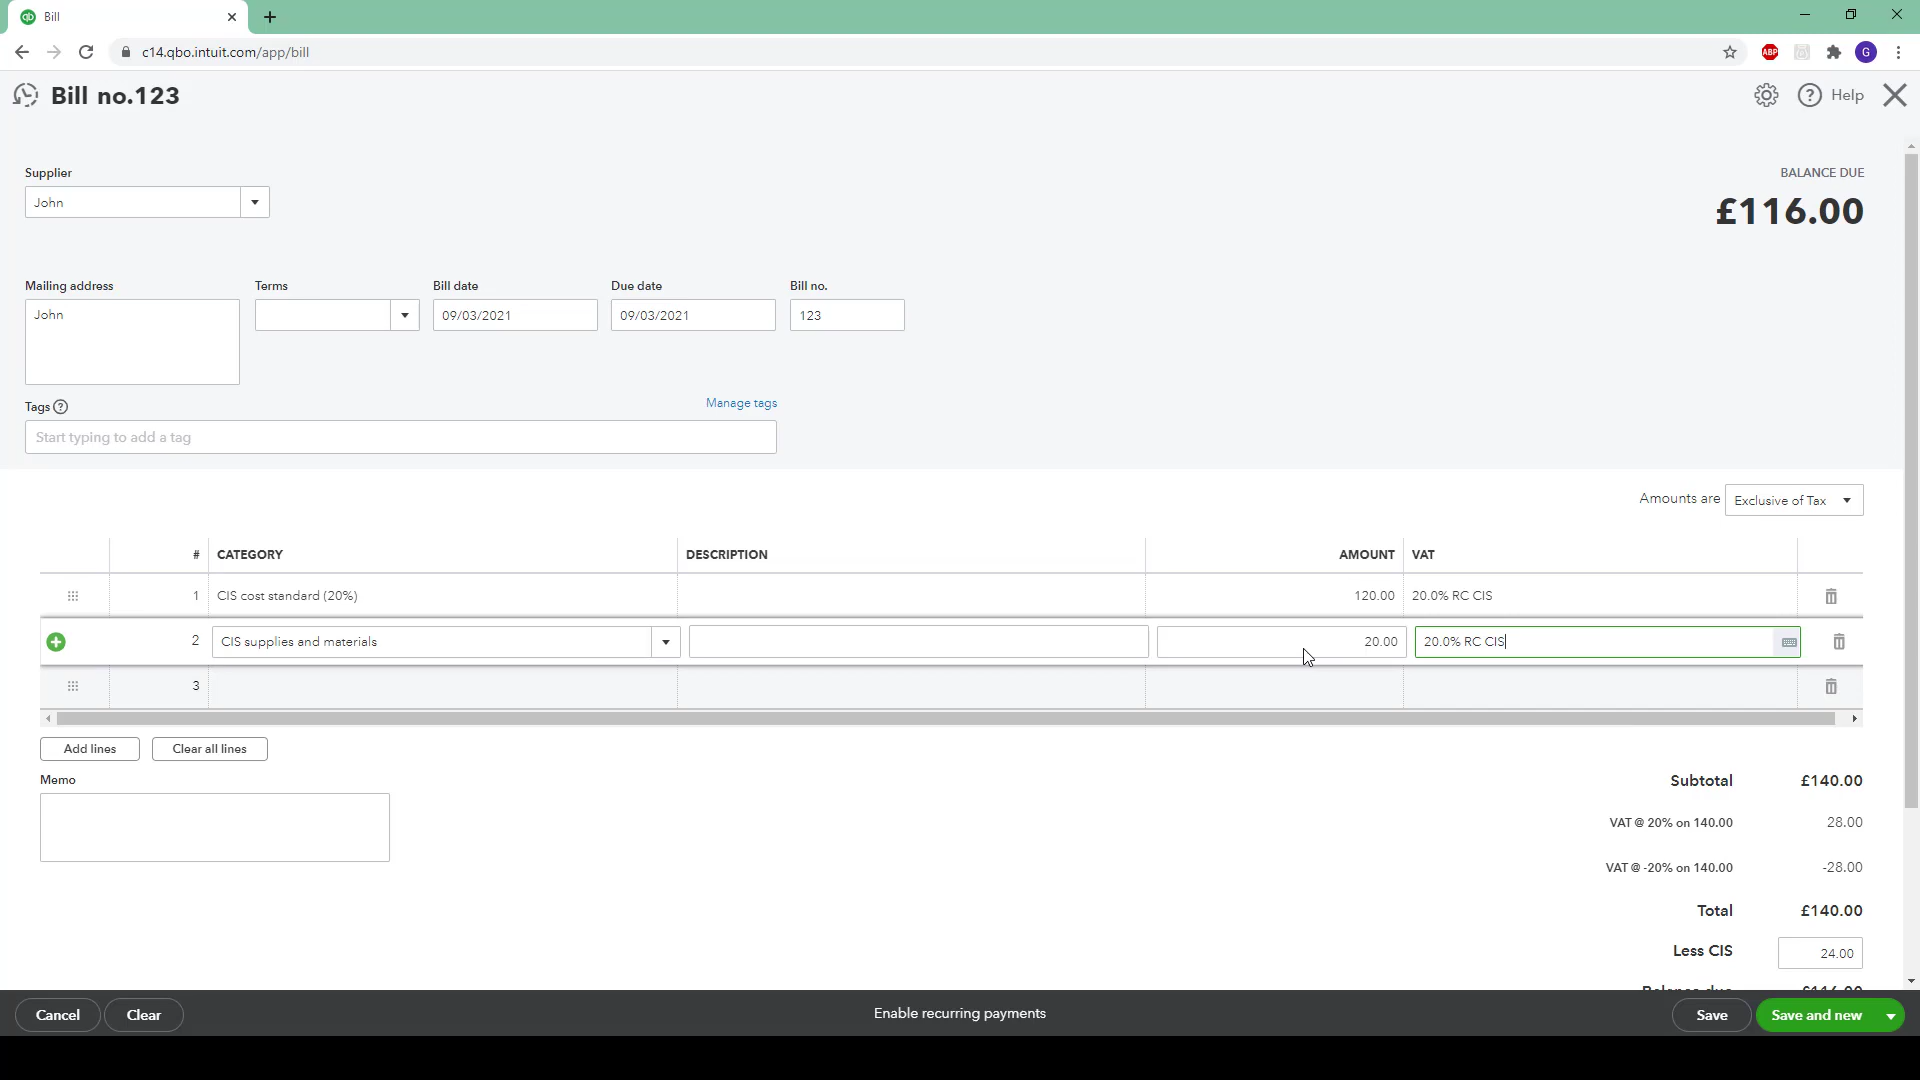 Bill
c14.qbo.intuit.com/app/bill
ABP
G
Bill no.123
Help
Supplier
BALANCE DUE
John
£116.00
Mailing address
Terms
Bill date
Due date
Bill no.
John
09/03/2021
09/03/2021
123
Tags
Manage tags
Start typing to add a tag
Amounts are
Exclusive of Tax
# CATEGORY DESCRIPTION AMOUNT VAT
1 CIS cost standard (20%) 120.00 20.0% RC CIS
2 CIS supplies and materials 20.00 20.0% RC CIS
3
Add lines
Clear all lines
Memo
Subtotal £140.00
VAT @ 20% on 140.00 28.00
VAT @ -20% on 140.00 -28.00
Total £140.00
Less CIS 24.00
Balance due £116.00
Cancel
Clear
Enable recurring payments
Save
Save and new